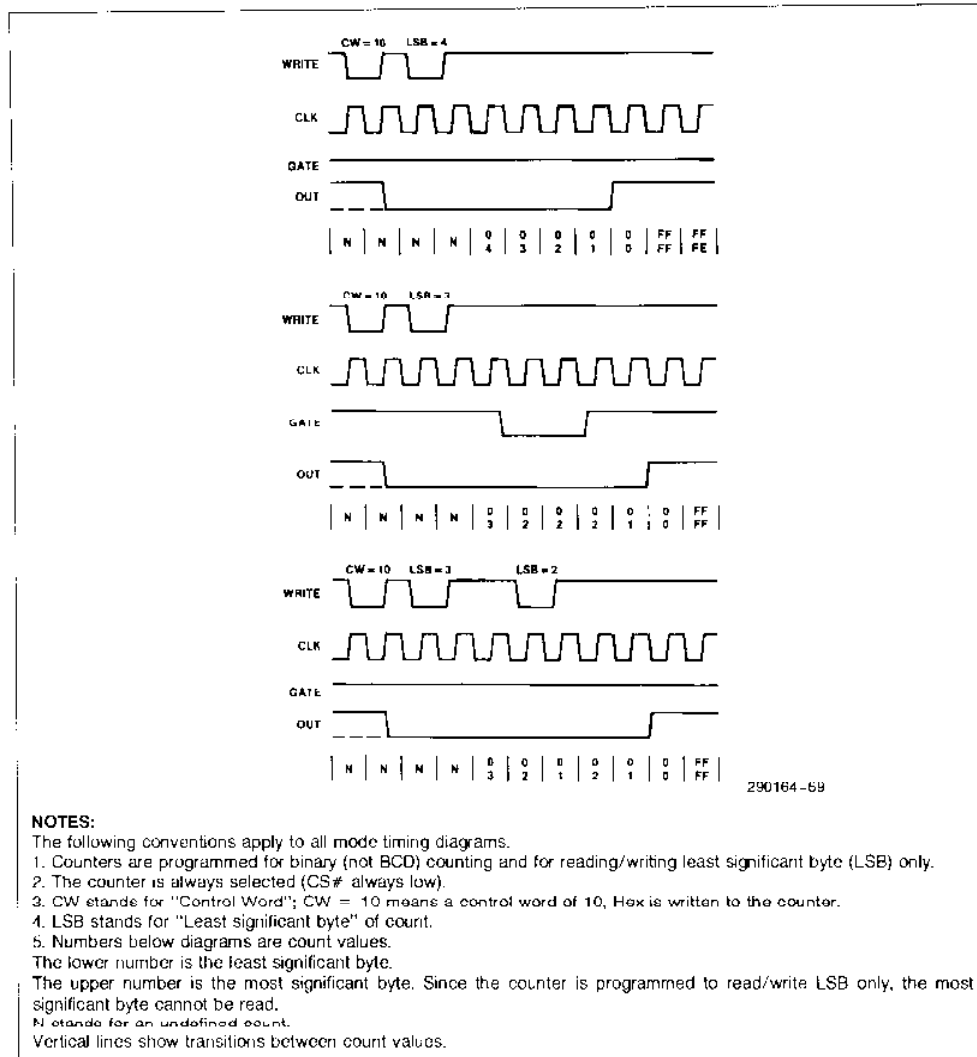 CW = 10 LSB = 4
WRITE
CLK
GATE
OUT
N N N N 0 0 0 0 0 FF FF
4 3 2 1 0 FF FE
CW = 10 LSB = 3
WRITE
CLK
GATE
OUT
N N N N 0 0 0 0 0 0 FF
3 2 2 2 1 0 FF
CW = 10 LSB = 3 LSB = 2
WRITE
CLK
GATE
OUT
N N N N 0 0 0 0 0 0 FF
3 2 1 2 1 0 FF
290164-69
NOTES:
The following conventions apply to all mode timing diagrams.
1. Counters are programmed for binary (not BCD) counting and for reading/writing least significant byte (LSB) only.
2. The counter is always selected (CS# always low).
3. CW stands for "Control Word"; CW = 10 means a control word of 10, Hex is written to the counter.
4. LSB stands for "Least significant byte" of count.
5. Numbers below diagrams are count values.
The lower number is the least significant byte.
The upper number is the most significant byte. Since the counter is programmed to read/write LSB only, the most
significant byte cannot be read.
N stands for an undefined count.
Vertical lines show transitions between count values.